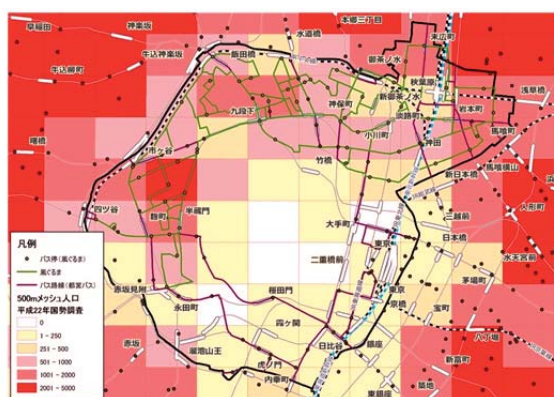 早稲田
神楽坂
水道橋
本郷三丁目
末広町
牛込神楽坂
飯田橋
御茶ノ水
牛込柳町
秋葉原
浅草橋
新御茶ノ水
九段下
神保町
岩本町
淡路町
小川町
馬喰町
曙橋
市ヶ谷
竹橋
神田
馬喰横山
新日本橋
四ツ谷
麹町
半蔵門
人形町
大手町
三越前
東京
水天宮前
二重橋前
日本橋
茅場町
赤坂見附
桜田門
東京
永田町
京橋
宝町
霞ヶ関
日比谷
銀座
八丁堀
赤坂
溜池山王
虎ノ門
新富町
内幸町
築地
東銀座
凡例
バス停（風ぐるま）
風ぐるま
バス路線（都営バス）
500mメッシュ人口
平成22年国勢調査
0
1 - 250
251 - 500
501 - 1000
1001 - 2000
2001 - 5000